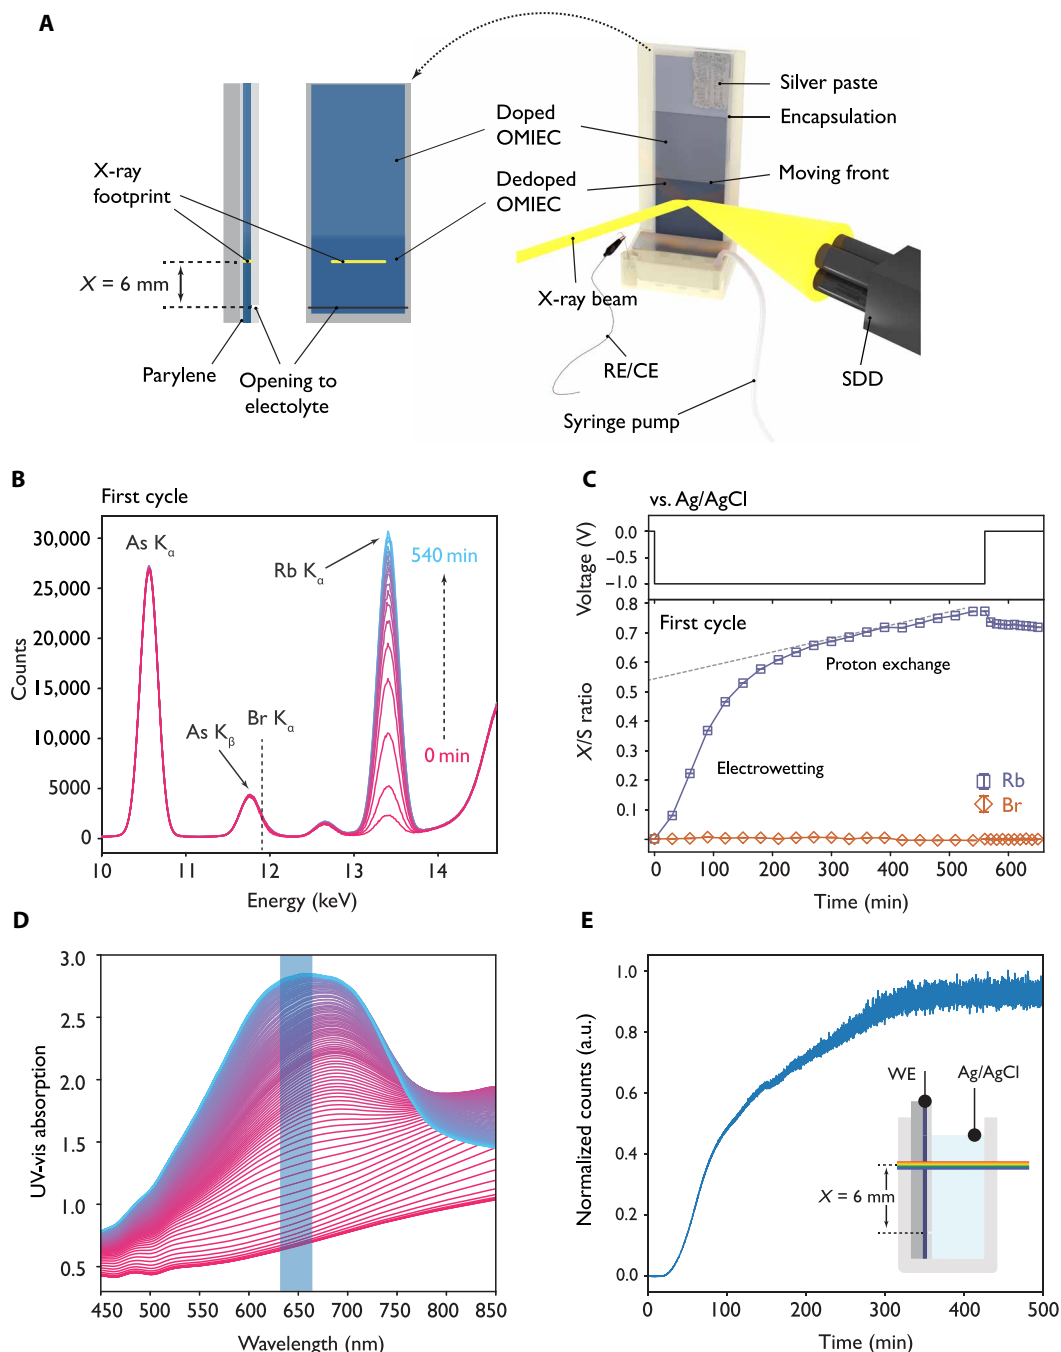 A
Silver paste
Encapsulation
Doped
OMIEC
X-ray
footprint
Dedoped
OMIEC
Moving front
X = 6 mm
X-ray beam
Parylene
Opening to
electolyte
RE/CE
SDD
Syringe pump
B
First cycle
30,000
25,000
20,000
15,000
10,000
5000
0
Counts
As Kα
Rb Kα
540 min
Br Kα
As Kβ
0 min
10 11 12 13 14
Energy (keV)
C
vs. Ag/AgCl
0.0
−0.5
−1.0
Voltage (V)
First cycle
0.8
0.7
0.6
0.5
0.4
0.3
0.2
0.1
0
X/S ratio
Proton exchange
Electrowetting
Rb
Br
0 100 200 300 400 500 600
Time (min)
D
3.0
2.5
2.0
1.5
1.0
0.5
UV-vis absorption
450 500 550 600 650 700 750 800 850
Wavelength (nm)
E
1.0
0.8
0.6
0.4
0.2
0.0
Normalized counts (a.u.)
WE
Ag/AgCl
X = 6 mm
0 100 200 300 400 500
Time (min)